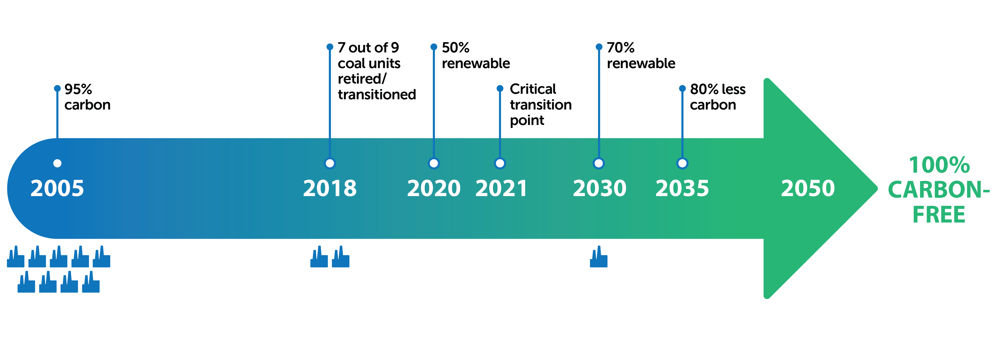 95%
carbon
7 out of 9
coal units
retired/
transitioned
50%
renewable
Critical
transition
point
70%
renewable
80% less
carbon
2005
2018
2020
2021
2030
2035
2050
100%
CARBON-
FREE